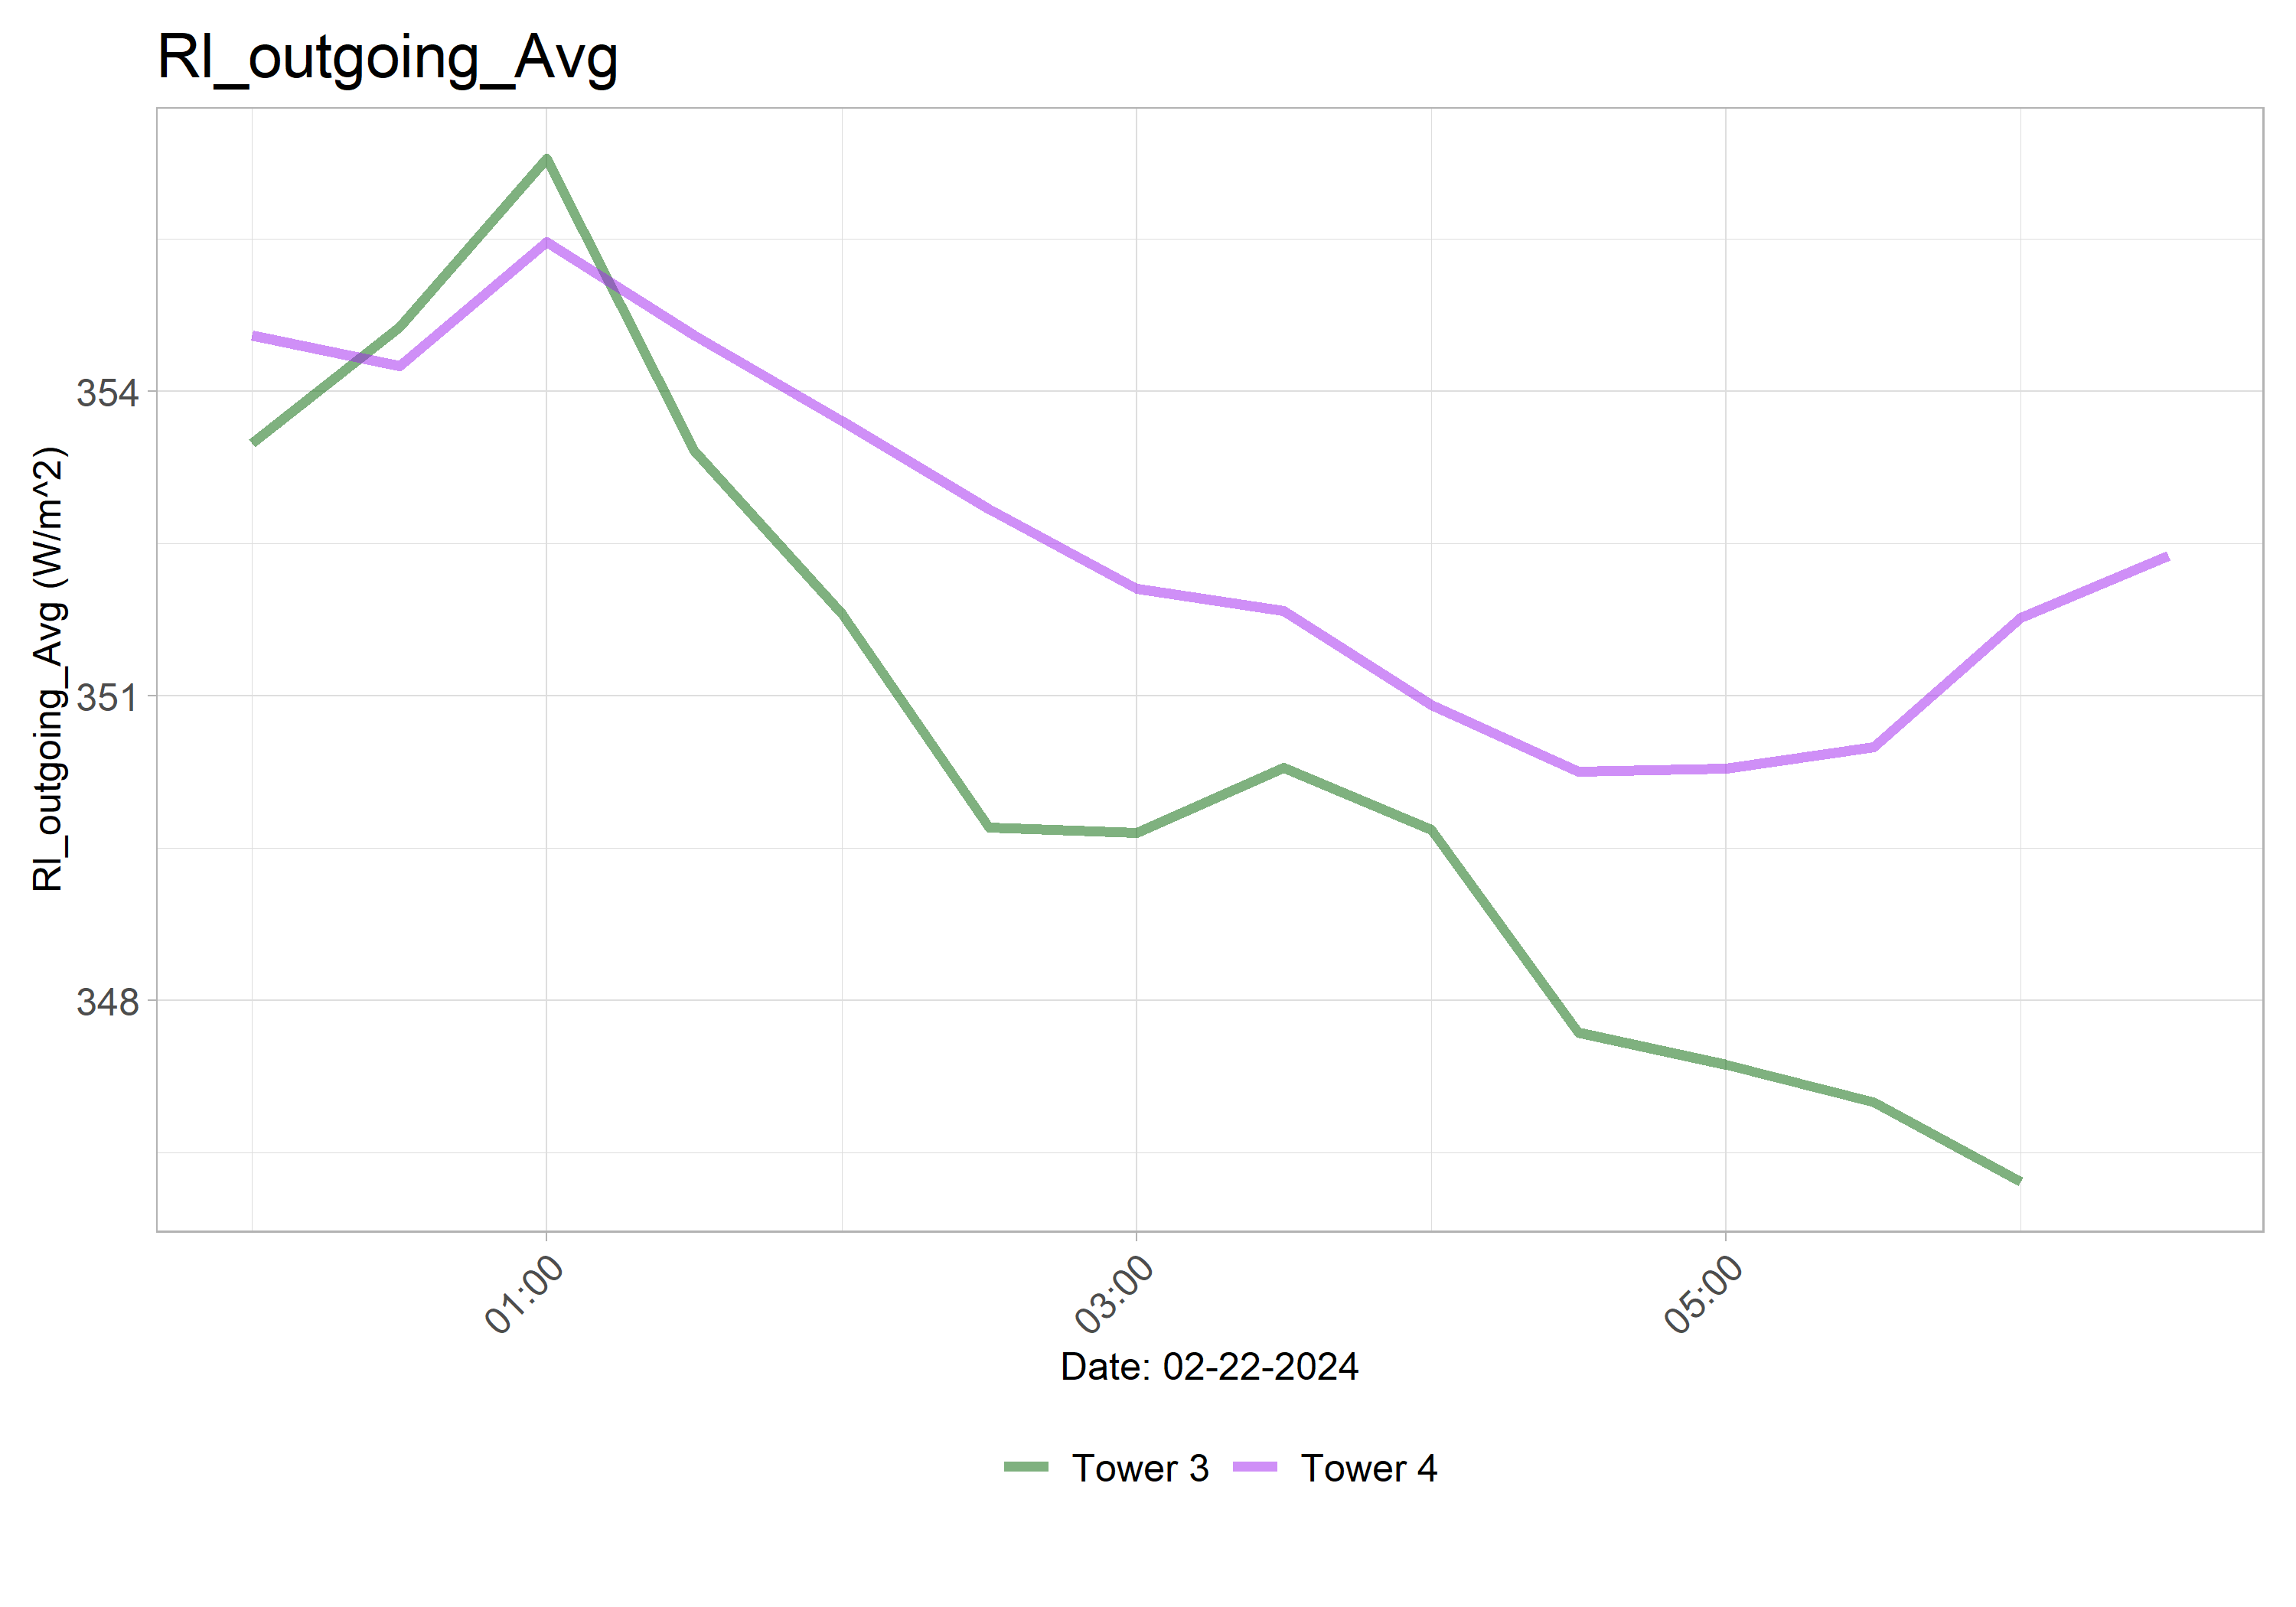 Rl_outgoing_Avg
Rl_outgoing_Avg (W/m^2)
354
351
348
01:00
03:00
05:00
Date: 02-22-2024
Tower 3
Tower 4